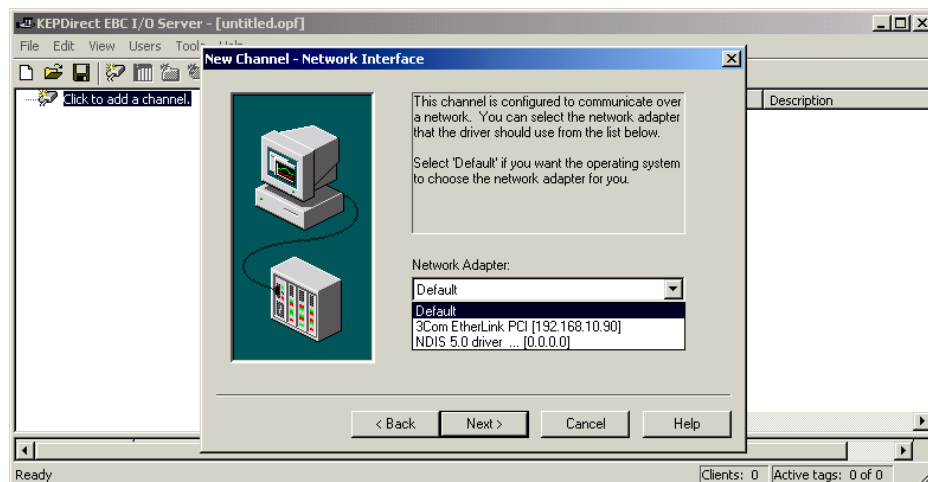 KEPDirect EBC I/O Server - [untitled.opf]
File Edit View Users Tools Help
New Channel - Network Interface
Click to add a channel.
Description
This channel is configured to communicate over
a network. You can select the network adapter
that the driver should use from the list below.
Select 'Default' if you want the operating system
to choose the network adapter for you.
Network Adapter:
Default
Default
3Com EtherLink PCI [192.168.10.90]
NDIS 5.0 driver ... [0.0.0.0]
< Back Next > Cancel Help
Ready
Clients: 0 Active tags: 0 of 0